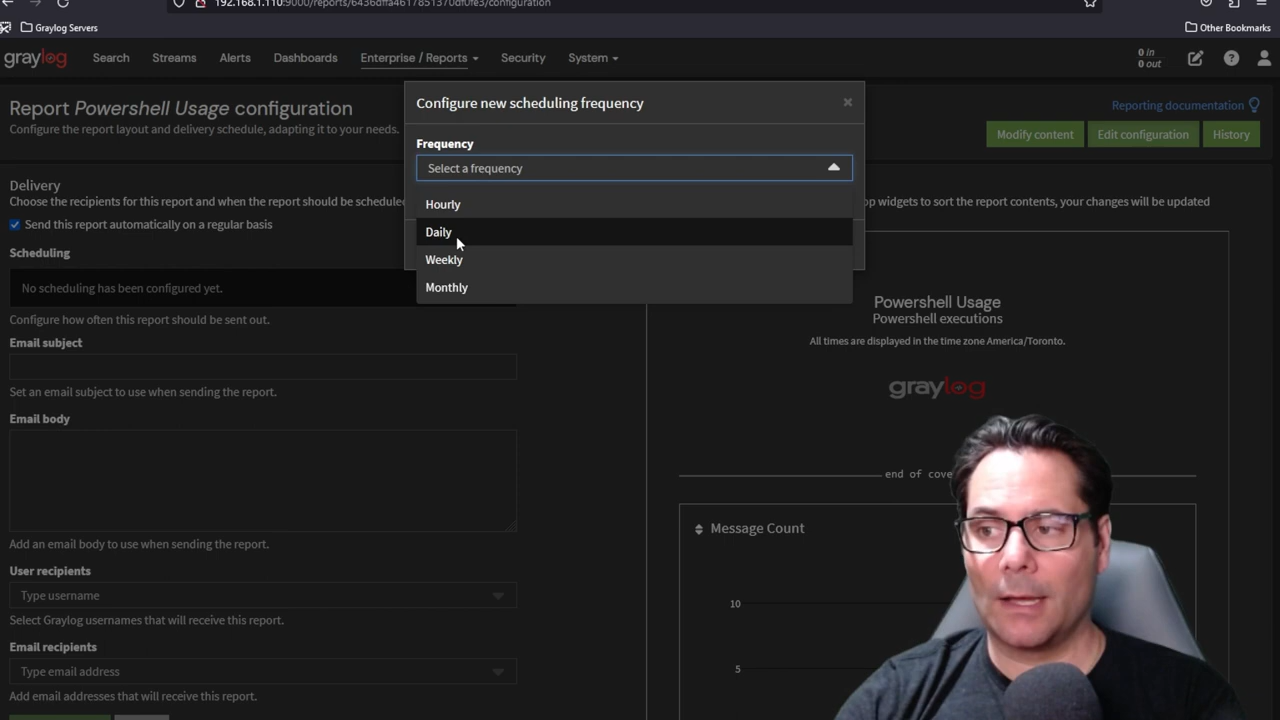 192.168.1.110:9000/reports/6436dffa4617851370df0fe3/configuration
Graylog Servers
Other Bookmarks
graylog
Search
Streams
Alerts
Dashboards
Enterprise / Reports
Security
System
0 in
0 out
Report Powershell Usage configuration
Configure the report layout and delivery schedule, adapting it to your needs.
Reporting documentation
Modify content
Edit configuration
History
Configure new scheduling frequency
×
Frequency
Select a frequency
Hourly
Daily
Weekly
Monthly
Delivery
Choose the recipients for this report and when the report should be scheduled
Send this report automatically on a regular basis
Scheduling
No scheduling has been configured yet.
Configure how often this report should be sent out.
Email subject
Set an email subject to use when sending the report.
Email body
Add an email body to use when sending the report.
User recipients
Type username
Select Graylog usernames that will receive this report.
Email recipients
Type email address
Add email addresses that will receive this report.
op widgets to sort the report contents, your changes will be updated
Powershell Usage
Powershell executions
All times are displayed in the time zone America/Toronto.
graylog
end of cove
Message Count
10
5